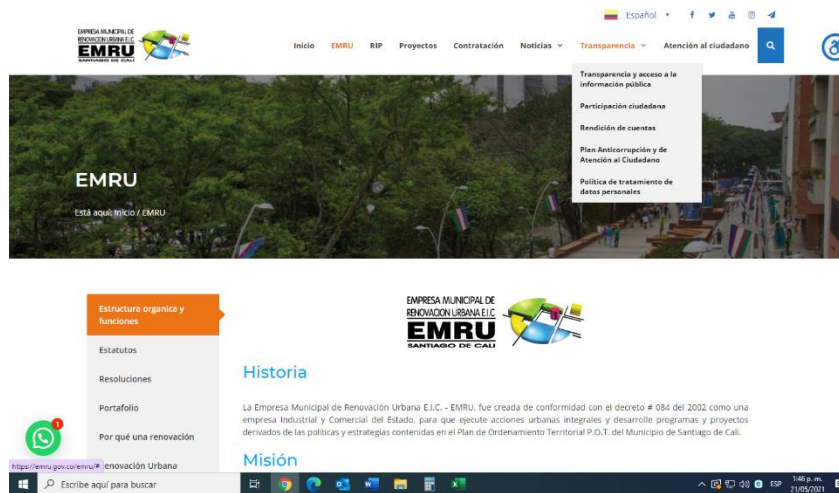 Español
EMPRESA MUNICIPAL DE
RENOVACION URBANA E.I.C
EMRU
SANTIAGO DE CALI
Inicio EMRU RIP Proyectos Contratación Noticias Transparencia Atención al ciudadano
Transparencia y acceso a la
información pública
Participación ciudadana
Rendición de cuentas
Plan Anticorrupción y de
Atención al Ciudadano
Política de tratamiento de
datos personales
EMRU
Está aquí: Inicio / EMRU
Estructura organica y
funciones
Estatutos
Resoluciones
Portafolio
Por qué una renovación
Renovación Urbana
EMPRESA MUNICIPAL DE
RENOVACION URBANA E.I.C
EMRU
SANTIAGO DE CALI
Historia
La Empresa Municipal de Renovación Urbana E.I.C. - EMRU, fue creada de conformidad con el decreto # 084 del 2002 como una
empresa Industrial y Comercial del Estado, para que ejecute acciones urbanas integrales y desarrolle programas y proyectos
derivados de las políticas y estrategias contenidas en el Plan de Ordenamiento Territorial P.O.T. del Municipio de Santiago de Cali.
Misión
1
https://emru.gov.co/emru/#
Escribe aquí para buscar
ESP
1:46 p. m.
21/05/2021